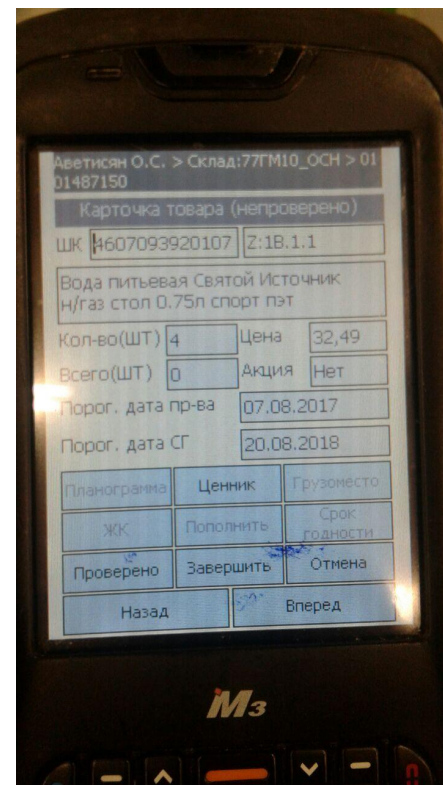 Аветисян О.С. > Склад:77ГМ10_ОСН > 01
01487150
Карточка товара (непроверено)
ШК 4607093920107 Z:1B.1.1
Вода питьевая Святой Источник
н/газ стол 0.75л спорт пэт
Кол-во(ШТ) 4 Цена 32,49
Всего(ШТ) 0 Акция Нет
Порог. дата пр-ва 07.08.2017
Порог. дата СГ 20.08.2018
Планограмма Ценник Грузоместо
ЖК Пополнить Срок годности
Проверено Завершить Отмена
Назад Вперед
M3